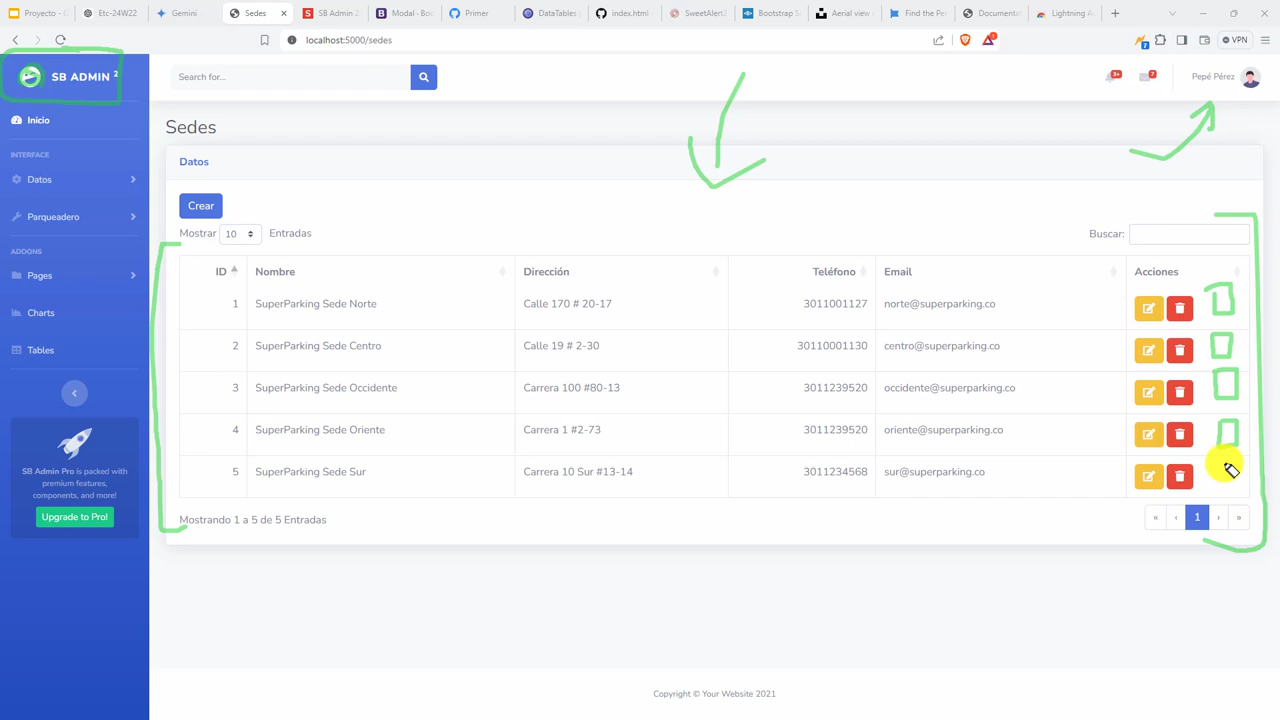 Proyecto - G
Etc-24W22
Gemini
Sedes
SB Admin 2
Modal - Boo
Primer
DataTables
index.html
SweetAlert2
Bootstrap S
Aerial view
Find the Pe
Documentat
Lightning A
localhost:5000/sedes
VPN
SB ADMIN 2
Search for...
3+
7
Pepé Pérez
Inicio
INTERFACE
Datos
Parqueadero
ADDONS
Pages
Charts
Tables
SB Admin Pro is packed with
premium features,
components, and more!
Upgrade to Pro!
Sedes
Datos
Crear
Mostrar 10 Entradas
Buscar:
ID Nombre Dirección Teléfono Email Acciones
1 SuperParking Sede Norte Calle 170 # 20-17 3011001127 norte@superparking.co
2 SuperParking Sede Centro Calle 19 # 2-30 30110001130 centro@superparking.co
3 SuperParking Sede Occidente Carrera 100 #80-13 3011239520 occidente@superparking.co
4 SuperParking Sede Oriente Carrera 1 #2-73 3011239520 oriente@superparking.co
5 SuperParking Sede Sur Carrera 10 Sur #13-14 3011234568 sur@superparking.co
Mostrando 1 a 5 de 5 Entradas
« ‹ 1 › »
Copyright © Your Website 2021